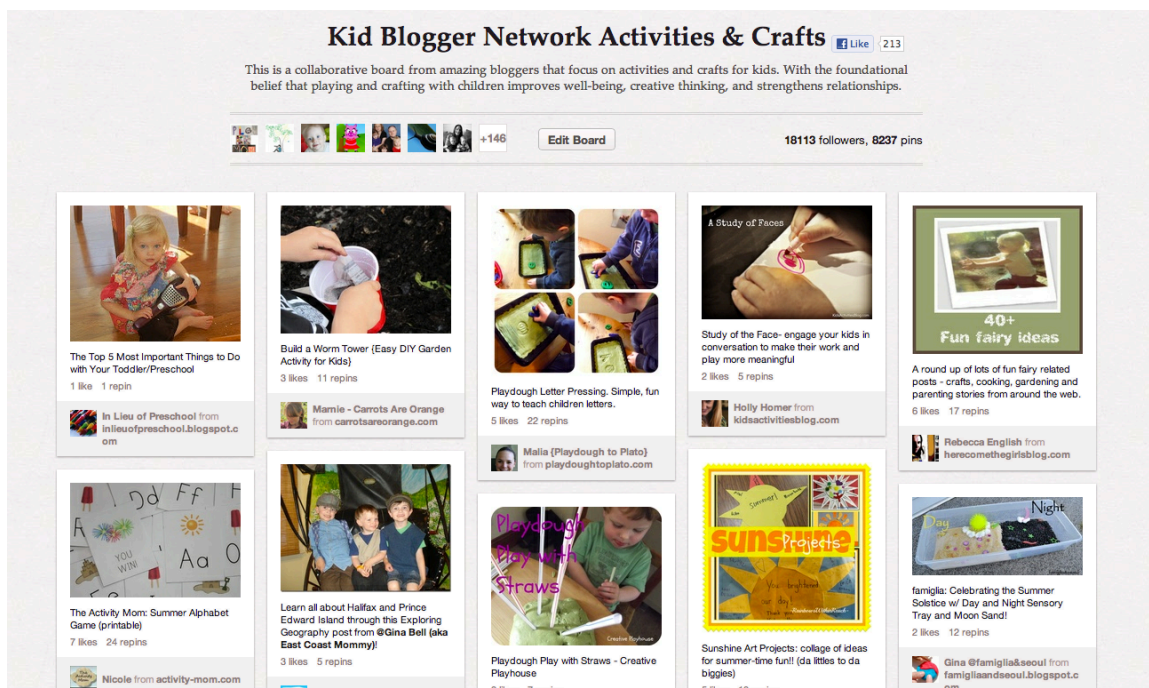 Kid Blogger Network Activities & Crafts
Like 213
This is a collaborative board from amazing bloggers that focus on activities and crafts for kids. With the foundational
belief that playing and crafting with children improves well-being, creative thinking, and strengthens relationships.
+146
Edit Board
18113 followers, 8237 pins
The Top 5 Most Important Things to Do
with Your Toddler/Preschool
1 like 1 repin
In Lieu of Preschool from
inlieuofpreschool.blogspot.c
om
Dd Ff F
A
YOU
WIN!
Aa O
The Activity Mom: Summer Alphabet
Game (printable)
7 likes 24 repins
Nicole from activity-mom.com
Build a Worm Tower {Easy DIY Garden
Activity for Kids}
3 likes 11 repins
Marnie - Carrots Are Orange
from carrotsareorange.com
Learn all about Halifax and Prince
Edward Island through this Exploring
Geography post from @Gina Bell (aka
East Coast Mommy)!
3 likes 5 repins
Playdough Letter Pressing. Simple, fun
way to teach children letters.
5 likes 22 repins
Malia {Playdough to Plato}
from playdoughtoplato.com
Playdough
Play with
Straws
Creative Playhouse
Playdough Play with Straws - Creative
Playhouse
A Study of Faces
Study of the Face- engage your kids in
conversation to make their work and
play more meaningful
2 likes 5 repins
Holly Homer from
kidsactivitiesblog.com
Summer!
sunshine
Projects
You brightened
our day!
Sunshine Art Projects: collage of ideas
for summer-time fun!! (da littles to da
biggies)
40+
Fun fairy ideas
A round up of lots of fun fairy related
posts - crafts, cooking, gardening and
parenting stories from around the web.
6 likes 17 repins
Rebecca English from
herecomethegirlsblog.com
Day
Night
famiglia: Celebrating the Summer
Solstice w/ Day and Night Sensory
Tray and Moon Sand!
2 likes 12 repins
Gina @famiglia&seoul from
famigliaandseoul.blogspot.c
om